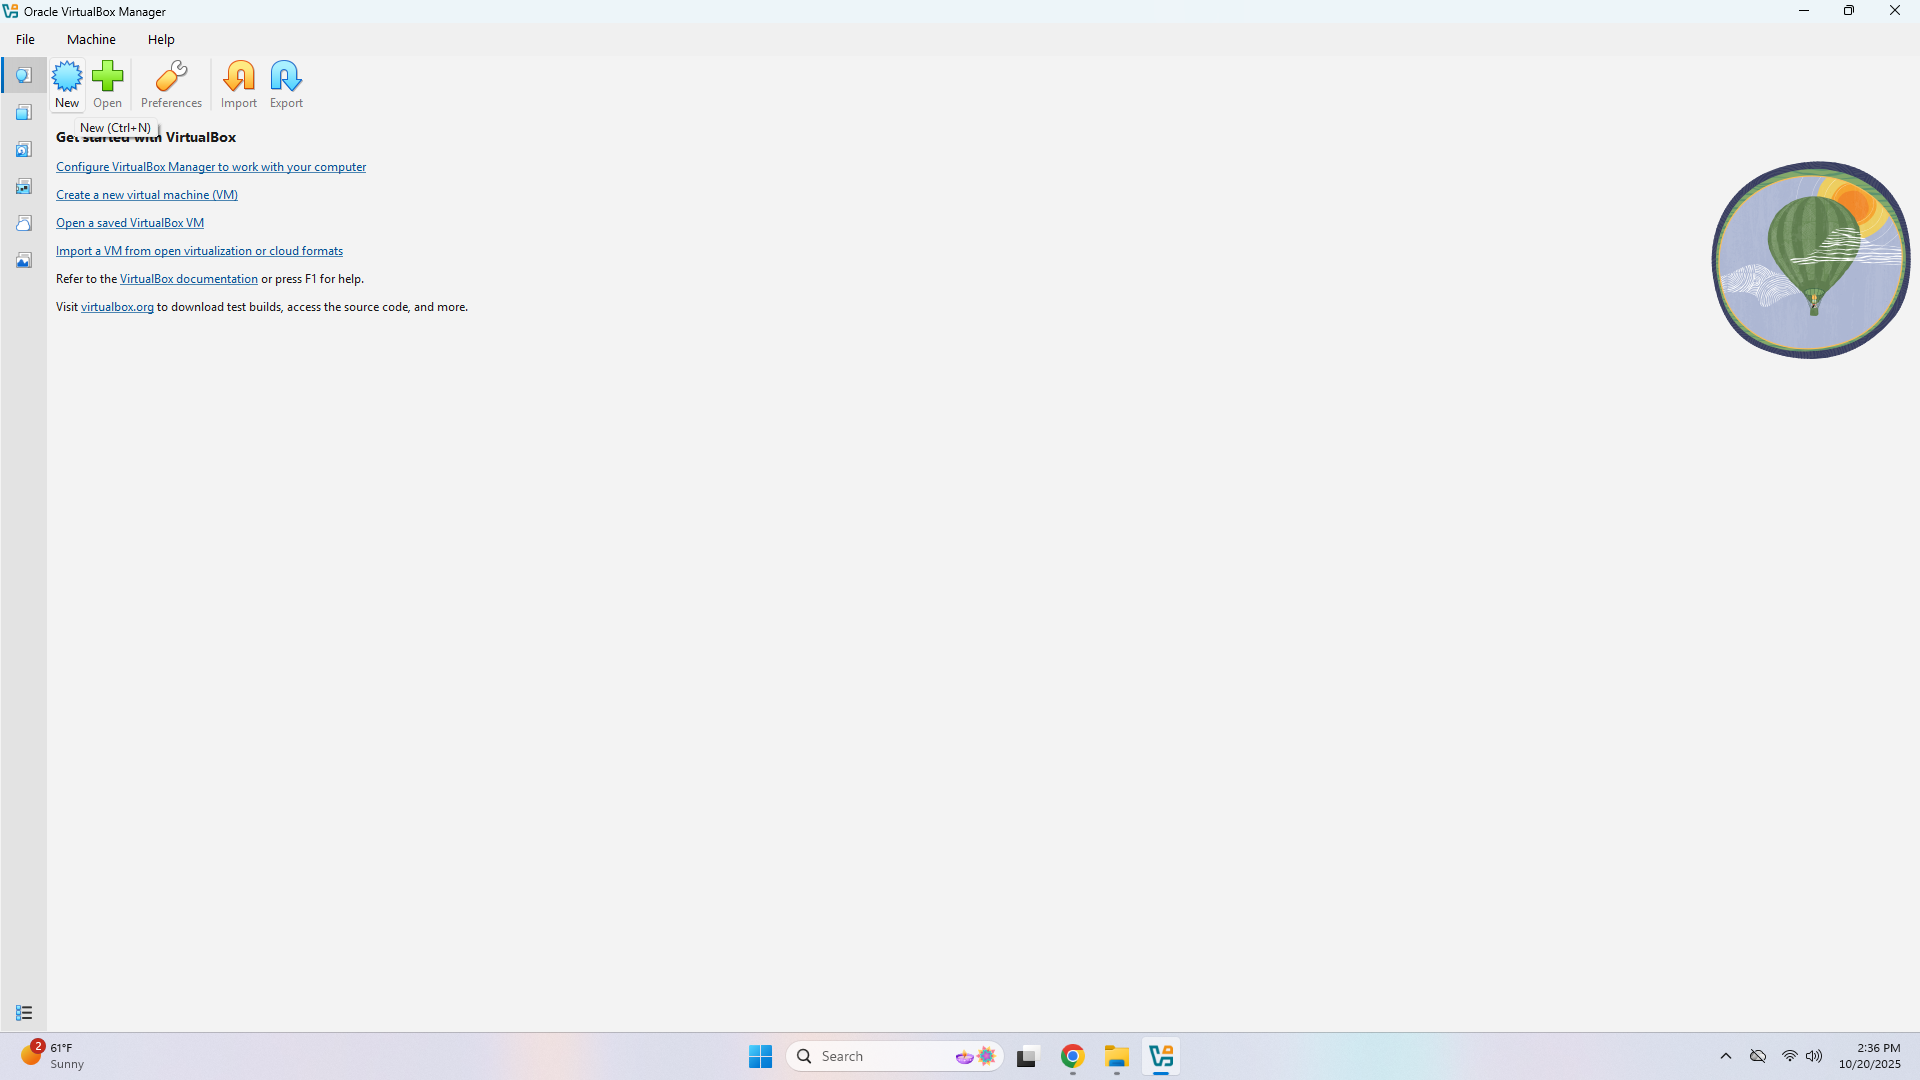 Oracle VirtualBox Manager
File Machine Help
New Open Preferences Import Export
New (Ctrl+N)
Get started with VirtualBox
Configure VirtualBox Manager to work with your computer
Create a new virtual machine (VM)
Open a saved VirtualBox VM
Import a VM from open virtualization or cloud formats
Refer to the VirtualBox documentation or press F1 for help.
Visit virtualbox.org to download test builds, access the source code, and more.
2
61°F
Sunny
Search
2:36 PM
10/20/2025